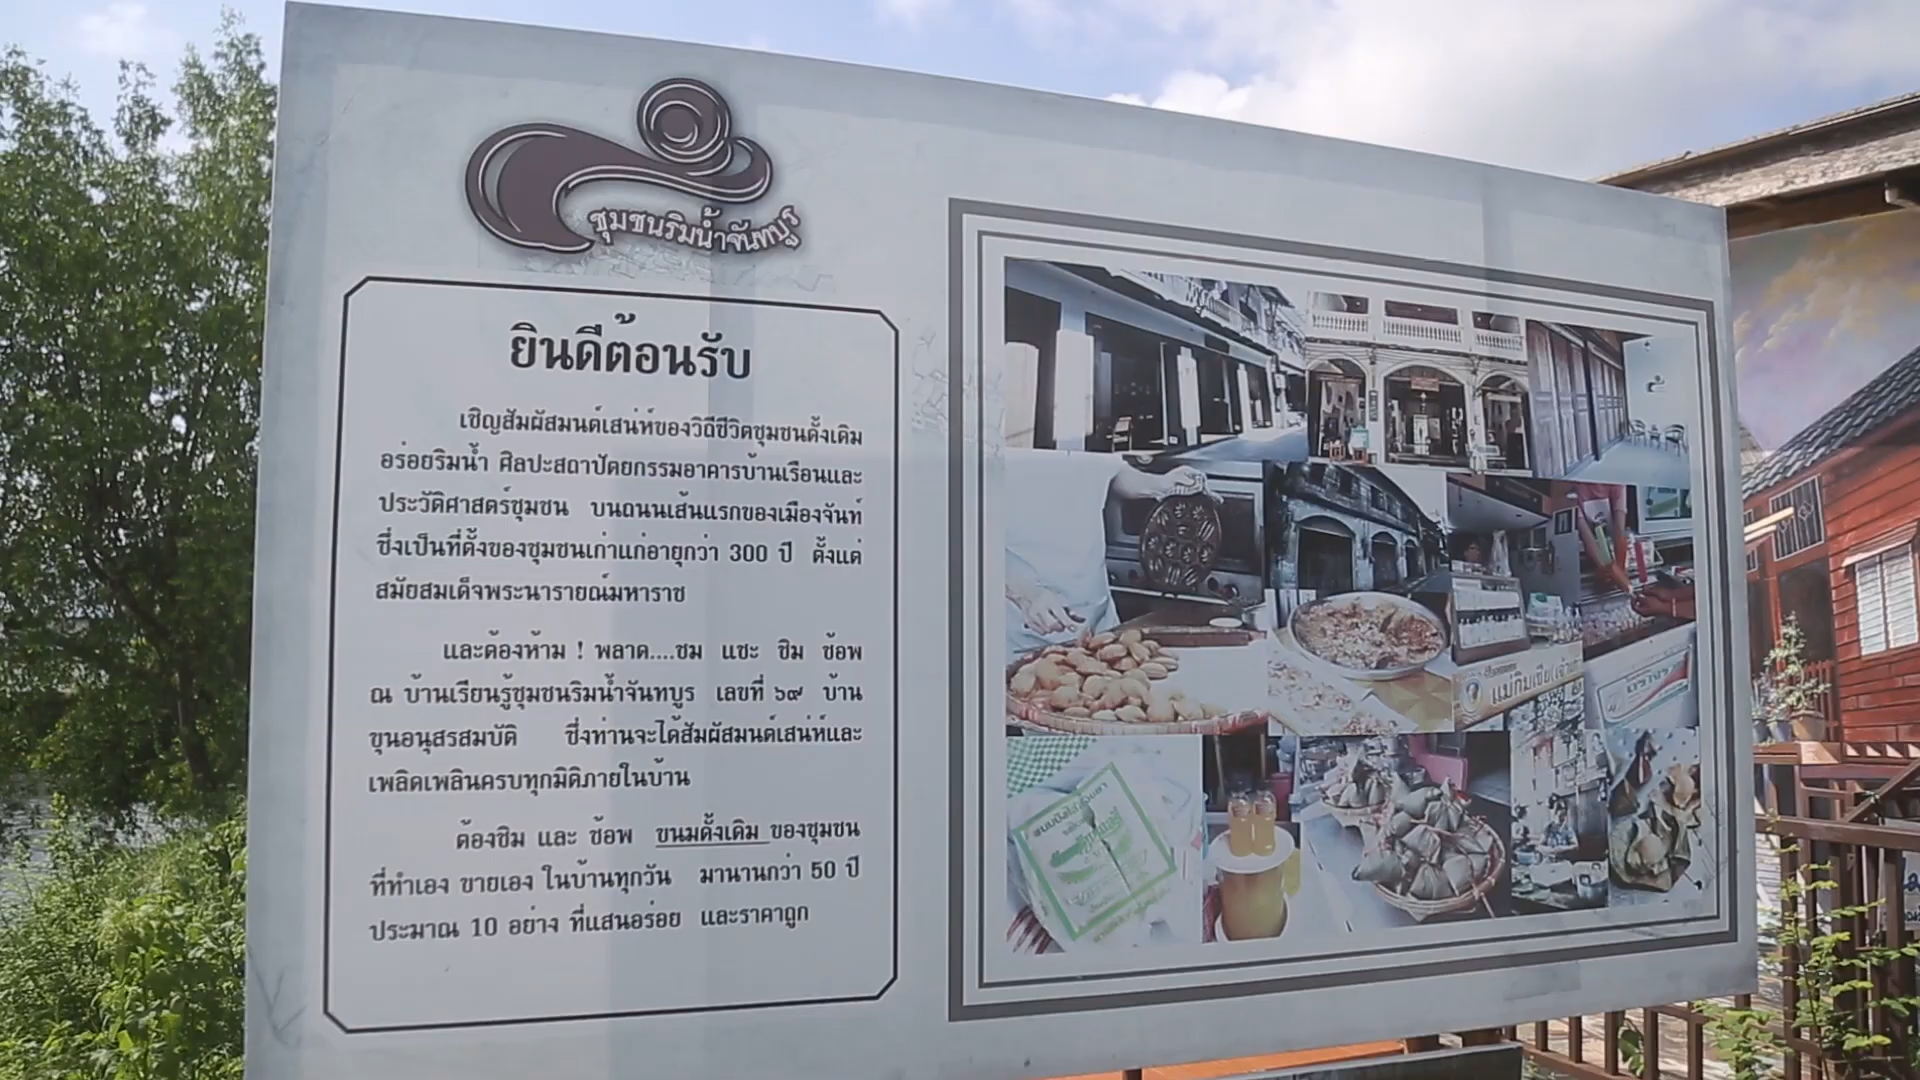 ชุมชนริมน้ำจันทบูร
ยินดีต้อนรับ
เชิญสัมผัสมนต์เสน่ห์ของวิถีชีวิตชุมชนดั้งเดิม
อร่อยริมน้ำ ศิลปะสถาปัตยกรรมอาคารบ้านเรือนและ
ประวัติศาสตร์ชุมชน บนถนนเส้นแรกของเมืองจันท์
ซึ่งเป็นที่ตั้งของชุมชนเก่าแก่อายุกว่า 300 ปี ตั้งแต่
สมัยสมเด็จพระนารายณ์มหาราช
และต้องห้าม ! พลาด....ชม แชะ ชิม ช้อพ
ณ บ้านเรียนรู้ชุมชนริมน้ำจันทบูร เลขที่ ๖๙ บ้าน
ขุนอนุสรสมบัติ ซึ่งท่านจะได้สัมผัสมนต์เสน่ห์และ
เพลิดเพลินครบทุกมิติภายในบ้าน
ต้องชิม และ ช้อพ ขนมดั้งเดิม ของชุมชน
ที่ทำเอง ขายเอง ในบ้านทุกวัน มานานกว่า 50 ปี
ประมาณ 10 อย่าง ที่แสนอร่อย และราคาถูก